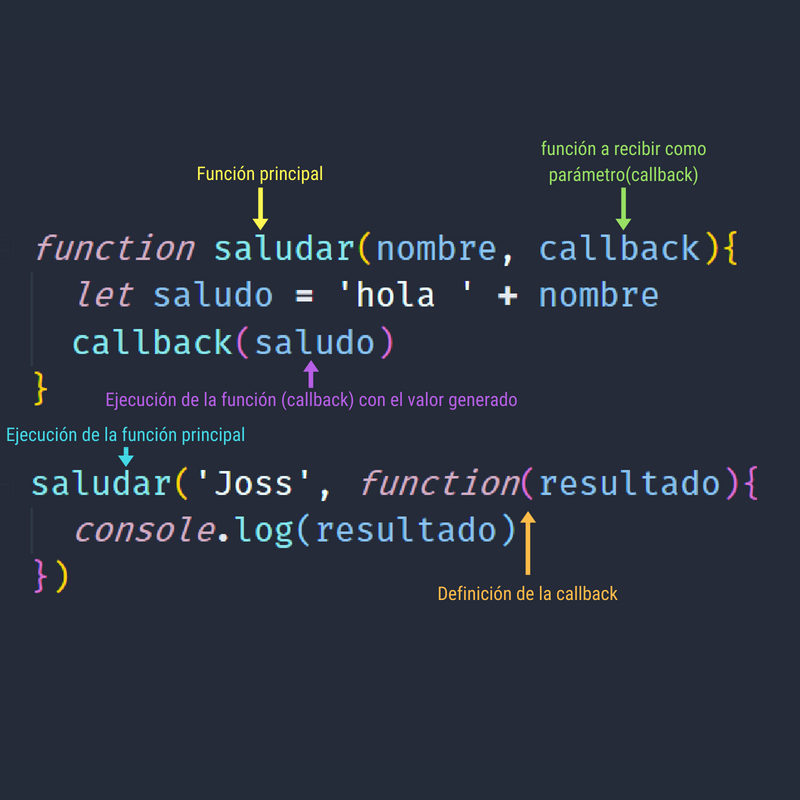 función a recibir como
parámetro(callback)
Función principal
function saludar(nombre, callback){
let saludo = 'hola ' + nombre
callback(saludo)
}
Ejecución de la función (callback) con el valor generado
Ejecución de la función principal
saludar('Joss', function(resultado){
console.log(resultado)
})
Definición de la callback